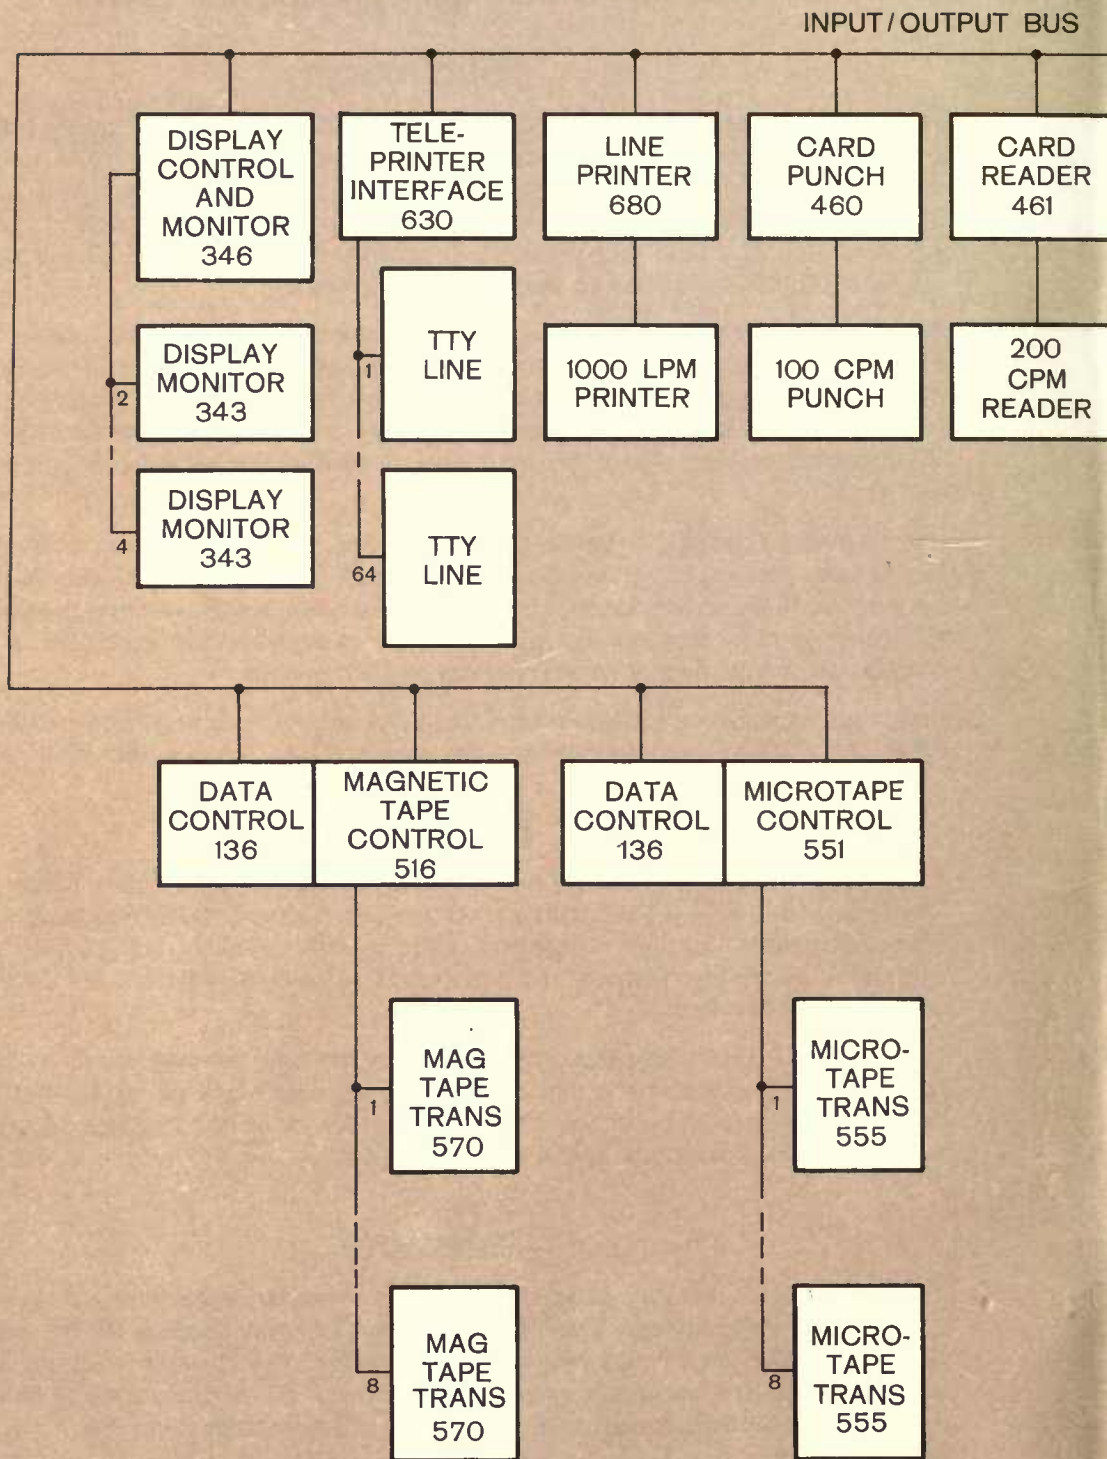 INPUT/OUTPUT BUS
DISPLAY
CONTROL
AND
MONITOR
346
TELE-
PRINTER
INTERFACE
630
LINE
PRINTER
680
CARD
PUNCH
460
CARD
READER
461
2
DISPLAY
MONITOR
343
4
DISPLAY
MONITOR
343
1
TTY
LINE
64
TTY
LINE
1000 LPM
PRINTER
100 CPM
PUNCH
200
CPM
READER
DATA
CONTROL
136
MAGNETIC
TAPE
CONTROL
516
DATA
CONTROL
136
MICROTAPE
CONTROL
551
1
MAG
TAPE
TRANS
570
1
MICRO-
TAPE
TRANS
555
8
MAG
TAPE
TRANS
570
8
MICRO-
TAPE
TRANS
555